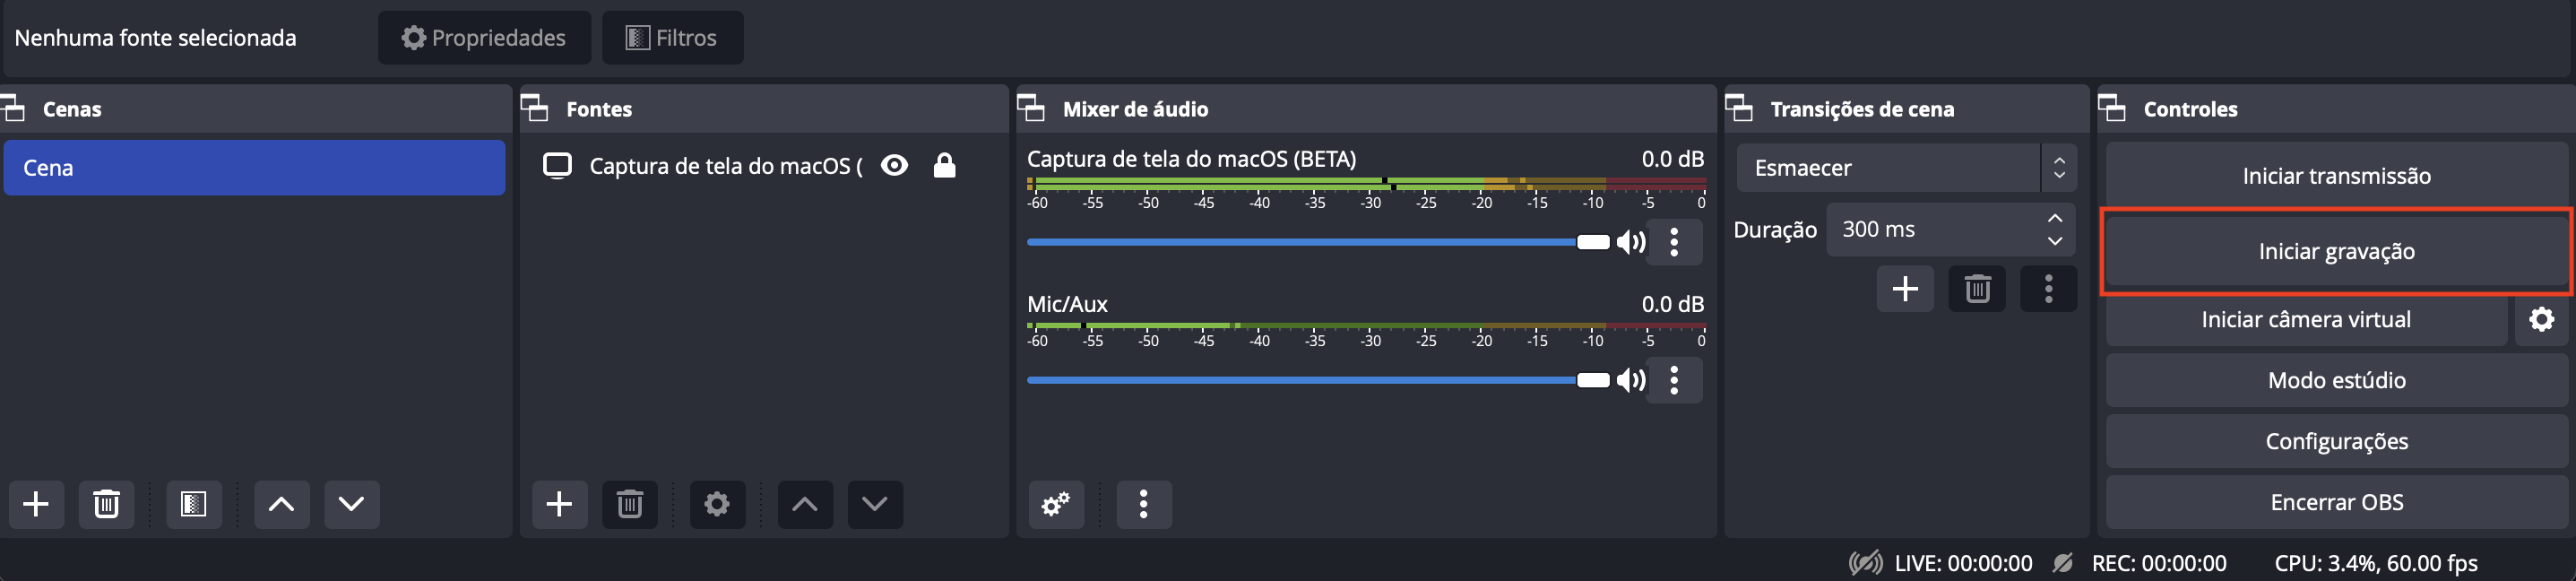 Nenhuma fonte selecionada
Propriedades
Filtros
Cenas
Cena
Fontes
Captura de tela do macOS (
Mixer de áudio
Captura de tela do macOS (BETA) 0.0 dB
-60 -55 -50 -45 -40 -35 -30 -25 -20 -15 -10 -5 0
Mic/Aux 0.0 dB
-60 -55 -50 -45 -40 -35 -30 -25 -20 -15 -10 -5 0
Transições de cena
Esmaecer
Duração 300 ms
Controles
Iniciar transmissão
Iniciar gravação
Iniciar câmera virtual
Modo estúdio
Configurações
Encerrar OBS
LIVE: 00:00:00 REC: 00:00:00 CPU: 3.4%, 60.00 fps